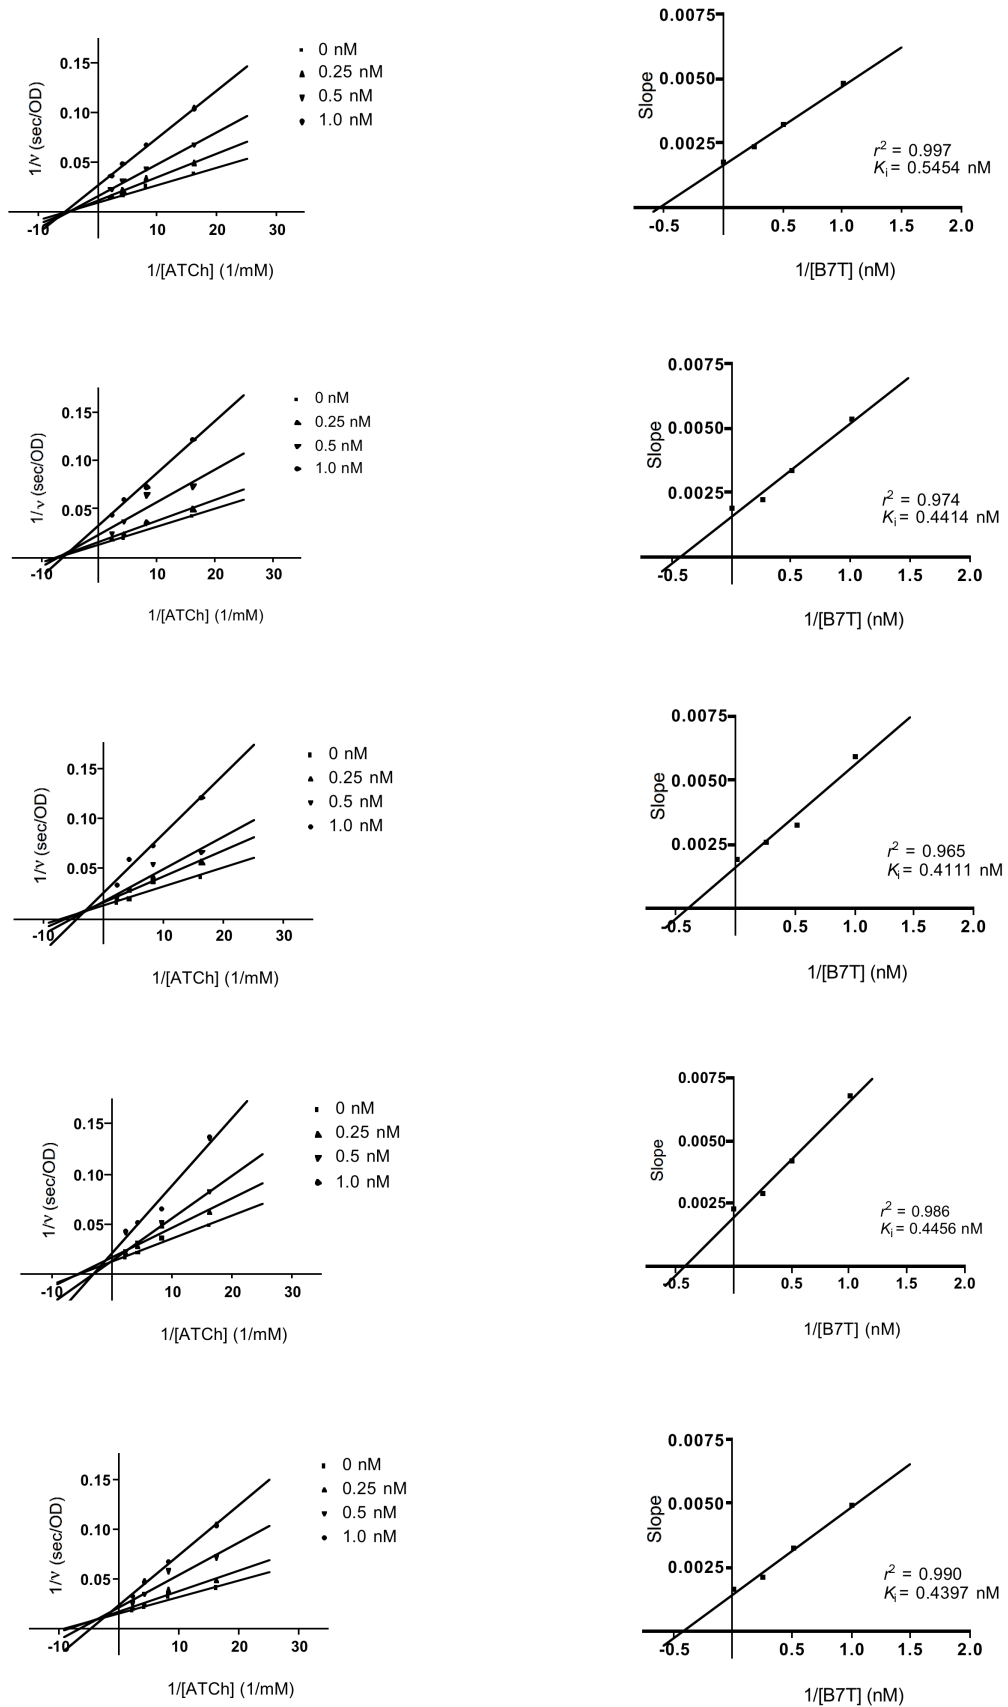 0.15
0.10
0.05
1/ν (sec/OD)
-10
10
20
30
1/[ATCh] (1/mM)
0 nM
0.25 nM
0.5 nM
1.0 nM
0.0075
0.0050
0.0025
Slope
r² = 0.997
Kᵢ = 0.5454 nM
-0.5
0.5
1.0
1.5
2.0
1/[B7T] (nM)
0.15
0.10
0.05
1/ν (sec/OD)
-10
10
20
30
1/[ATCh] (1/mM)
0 nM
0.25 nM
0.5 nM
1.0 nM
0.0075
0.0050
0.0025
Slope
r² = 0.974
Kᵢ = 0.4414 nM
-0.5
0.5
1.0
1.5
2.0
1/[B7T] (nM)
0.15
0.10
0.05
1/ν (sec/OD)
-10
10
20
30
1/[ATCh] (1/mM)
0 nM
0.25 nM
0.5 nM
1.0 nM
0.0075
0.0050
0.0025
Slope
r² = 0.965
Kᵢ = 0.4111 nM
-0.5
0.5
1.0
1.5
2.0
1/[B7T] (nM)
0.15
0.10
0.05
1/ν (sec/OD)
-10
10
20
30
1/[ATCh] (1/mM)
0 nM
0.25 nM
0.5 nM
1.0 nM
0.0075
0.0050
0.0025
Slope
r² = 0.986
Kᵢ = 0.4456 nM
-0.5
0.5
1.0
1.5
2.0
1/[B7T] (nM)
0.15
0.10
0.05
1/ν (sec/OD)
-10
10
20
30
1/[ATCh] (1/mM)
0 nM
0.25 nM
0.5 nM
1.0 nM
0.0075
0.0050
0.0025
Slope
r² = 0.990
Kᵢ = 0.4397 nM
-0.5
0.5
1.0
1.5
2.0
1/[B7T] (nM)